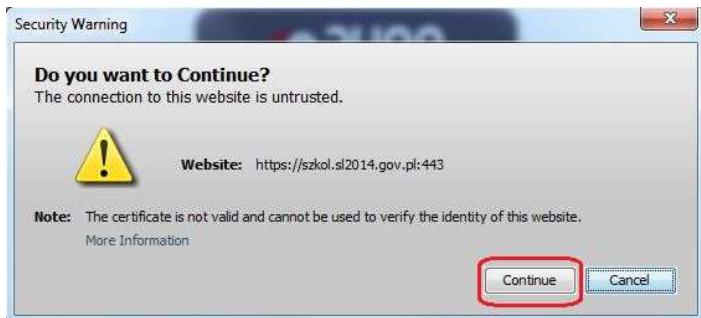 Security Warning
Do you want to Continue?
The connection to this website is untrusted.
Website: https://szkol.sl2014.gov.pl:443
Note: The certificate is not valid and cannot be used to verify the identity of this website.
More Information
Continue Cancel